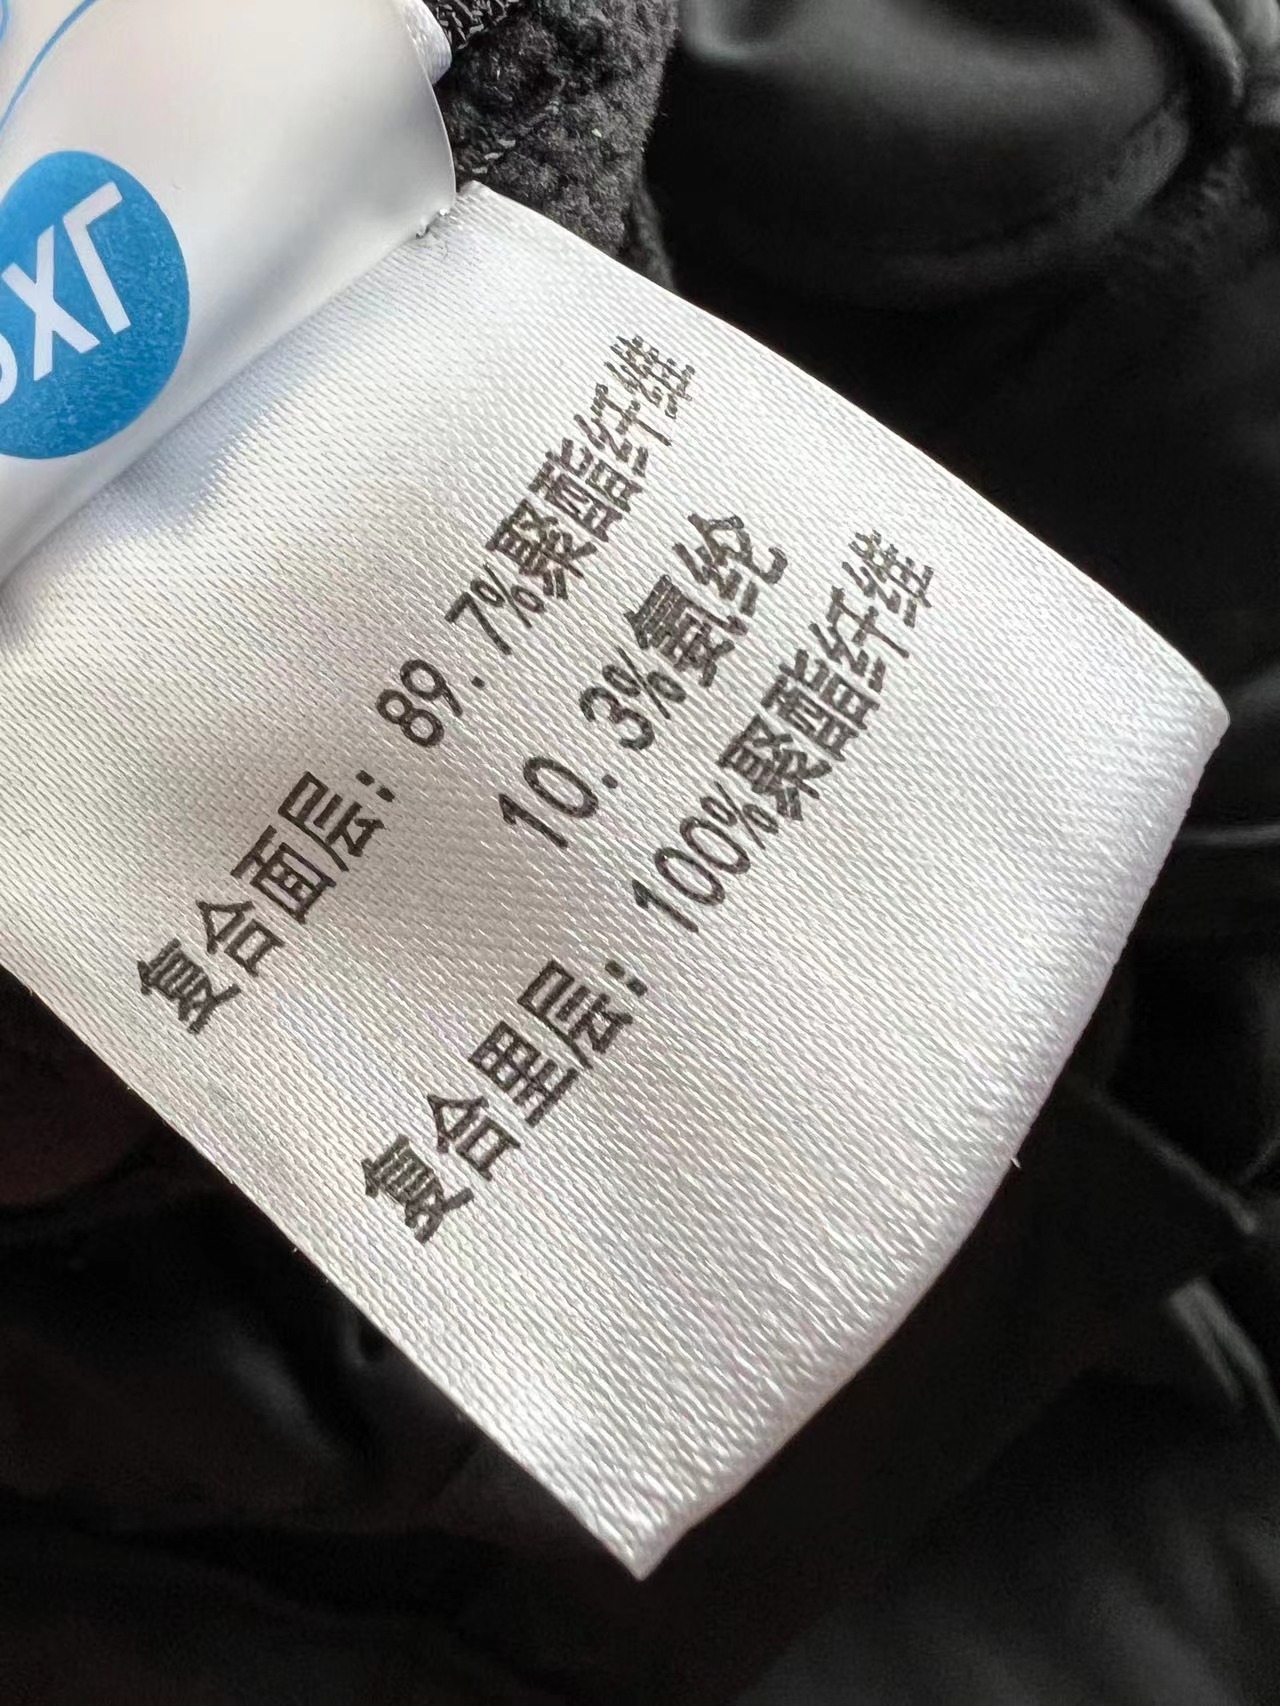 复合面层: 89.7%聚酯纤维
10.3%氨纶
复合里层: 100%聚酯纤维
XL